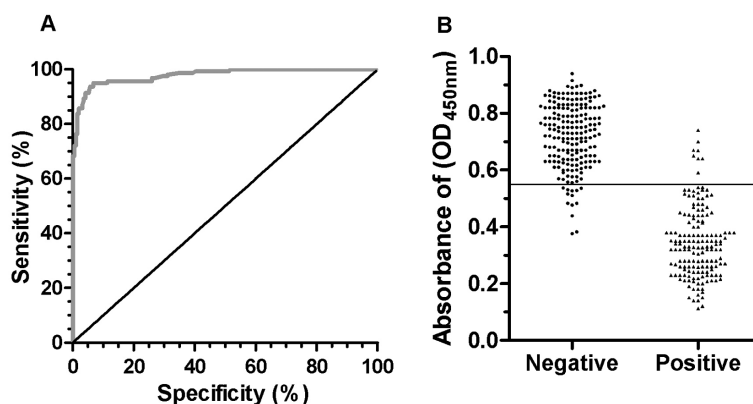 A
100
80
60
40
20
0
Sensitivity (%)
0 20 40 60 80 100
Specificity (%)
B
1.0
0.8
0.6
0.4
0.2
0.0
Absorbance of (OD450nm)
Negative Positive